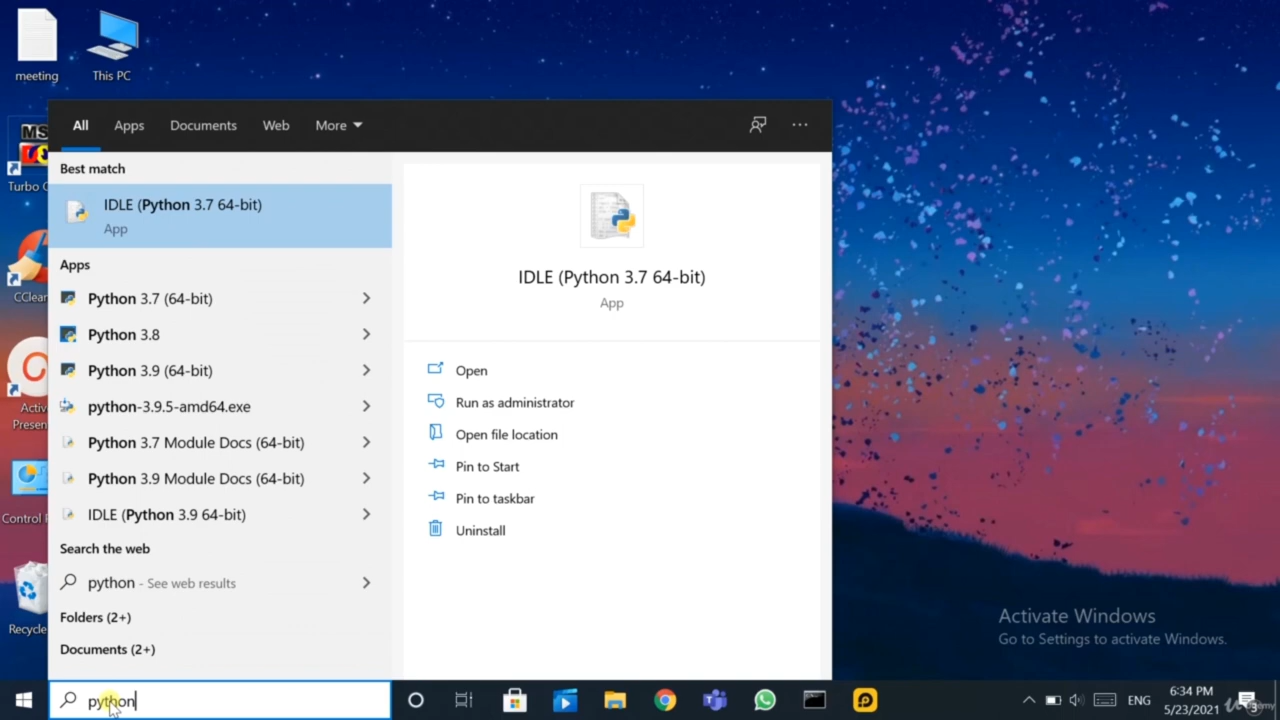 meeting
This PC
All
Apps
Documents
Web
More
Best match
IDLE (Python 3.7 64-bit)
App
Apps
Python 3.7 (64-bit)
Python 3.8
Python 3.9 (64-bit)
python-3.9.5-amd64.exe
Python 3.7 Module Docs (64-bit)
Python 3.9 Module Docs (64-bit)
IDLE (Python 3.9 64-bit)
Search the web
python - See web results
Folders (2+)
Documents (2+)
IDLE (Python 3.7 64-bit)
App
Open
Run as administrator
Open file location
Pin to Start
Pin to taskbar
Uninstall
MS
Turbo C
CClean
Activ
Presen
Control P
Recycle
Activate Windows
Go to Settings to activate Windows.
python
ENG
6:34 PM
5/23/2021
3